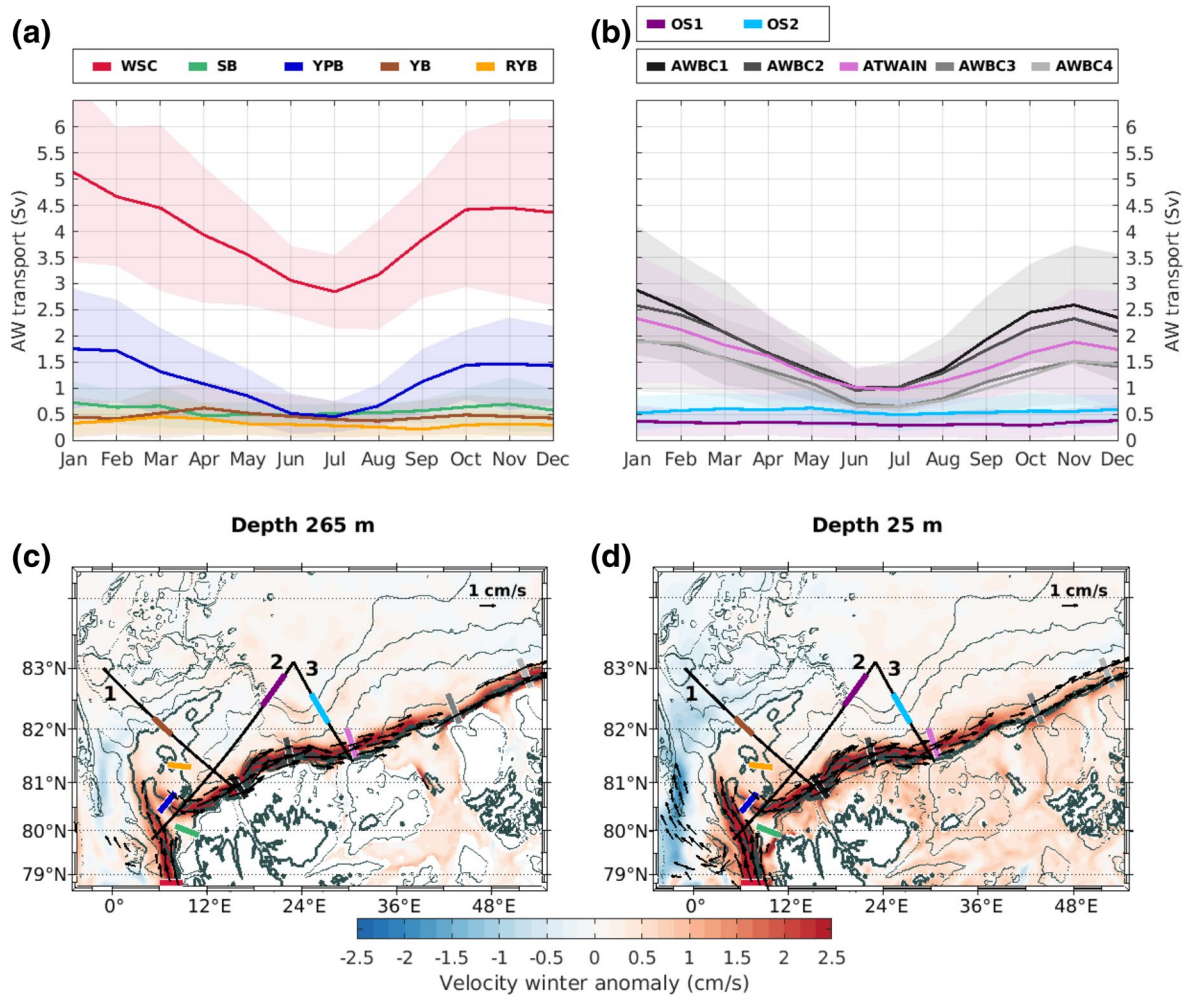 (a)
WSC SB YPB YB RYB
AW transport (Sv)
6
5.5
5
4.5
4
3.5
3
2.5
2
1.5
1
0.5
0
Jan Feb Mar Apr May Jun Jul Aug Sep Oct Nov Dec
(b)
OS1 OS2
AWBC1 AWBC2 ATWAIN AWBC3 AWBC4
6
5.5
5
4.5
4
3.5
3
2.5
2
1.5
1
0.5
0
AW transport (Sv)
Jan Feb Mar Apr May Jun Jul Aug Sep Oct Nov Dec
Depth 265 m
(c)
1 cm/s
83°N
82°N
81°N
80°N
79°N
1
2
3
0° 12°E 24°E 36°E 48°E
Depth 25 m
(d)
1 cm/s
83°N
82°N
81°N
80°N
79°N
1
2
3
0° 12°E 24°E 36°E 48°E
-2.5 -2 -1.5 -1 -0.5 0 0.5 1 1.5 2 2.5
Velocity winter anomaly (cm/s)